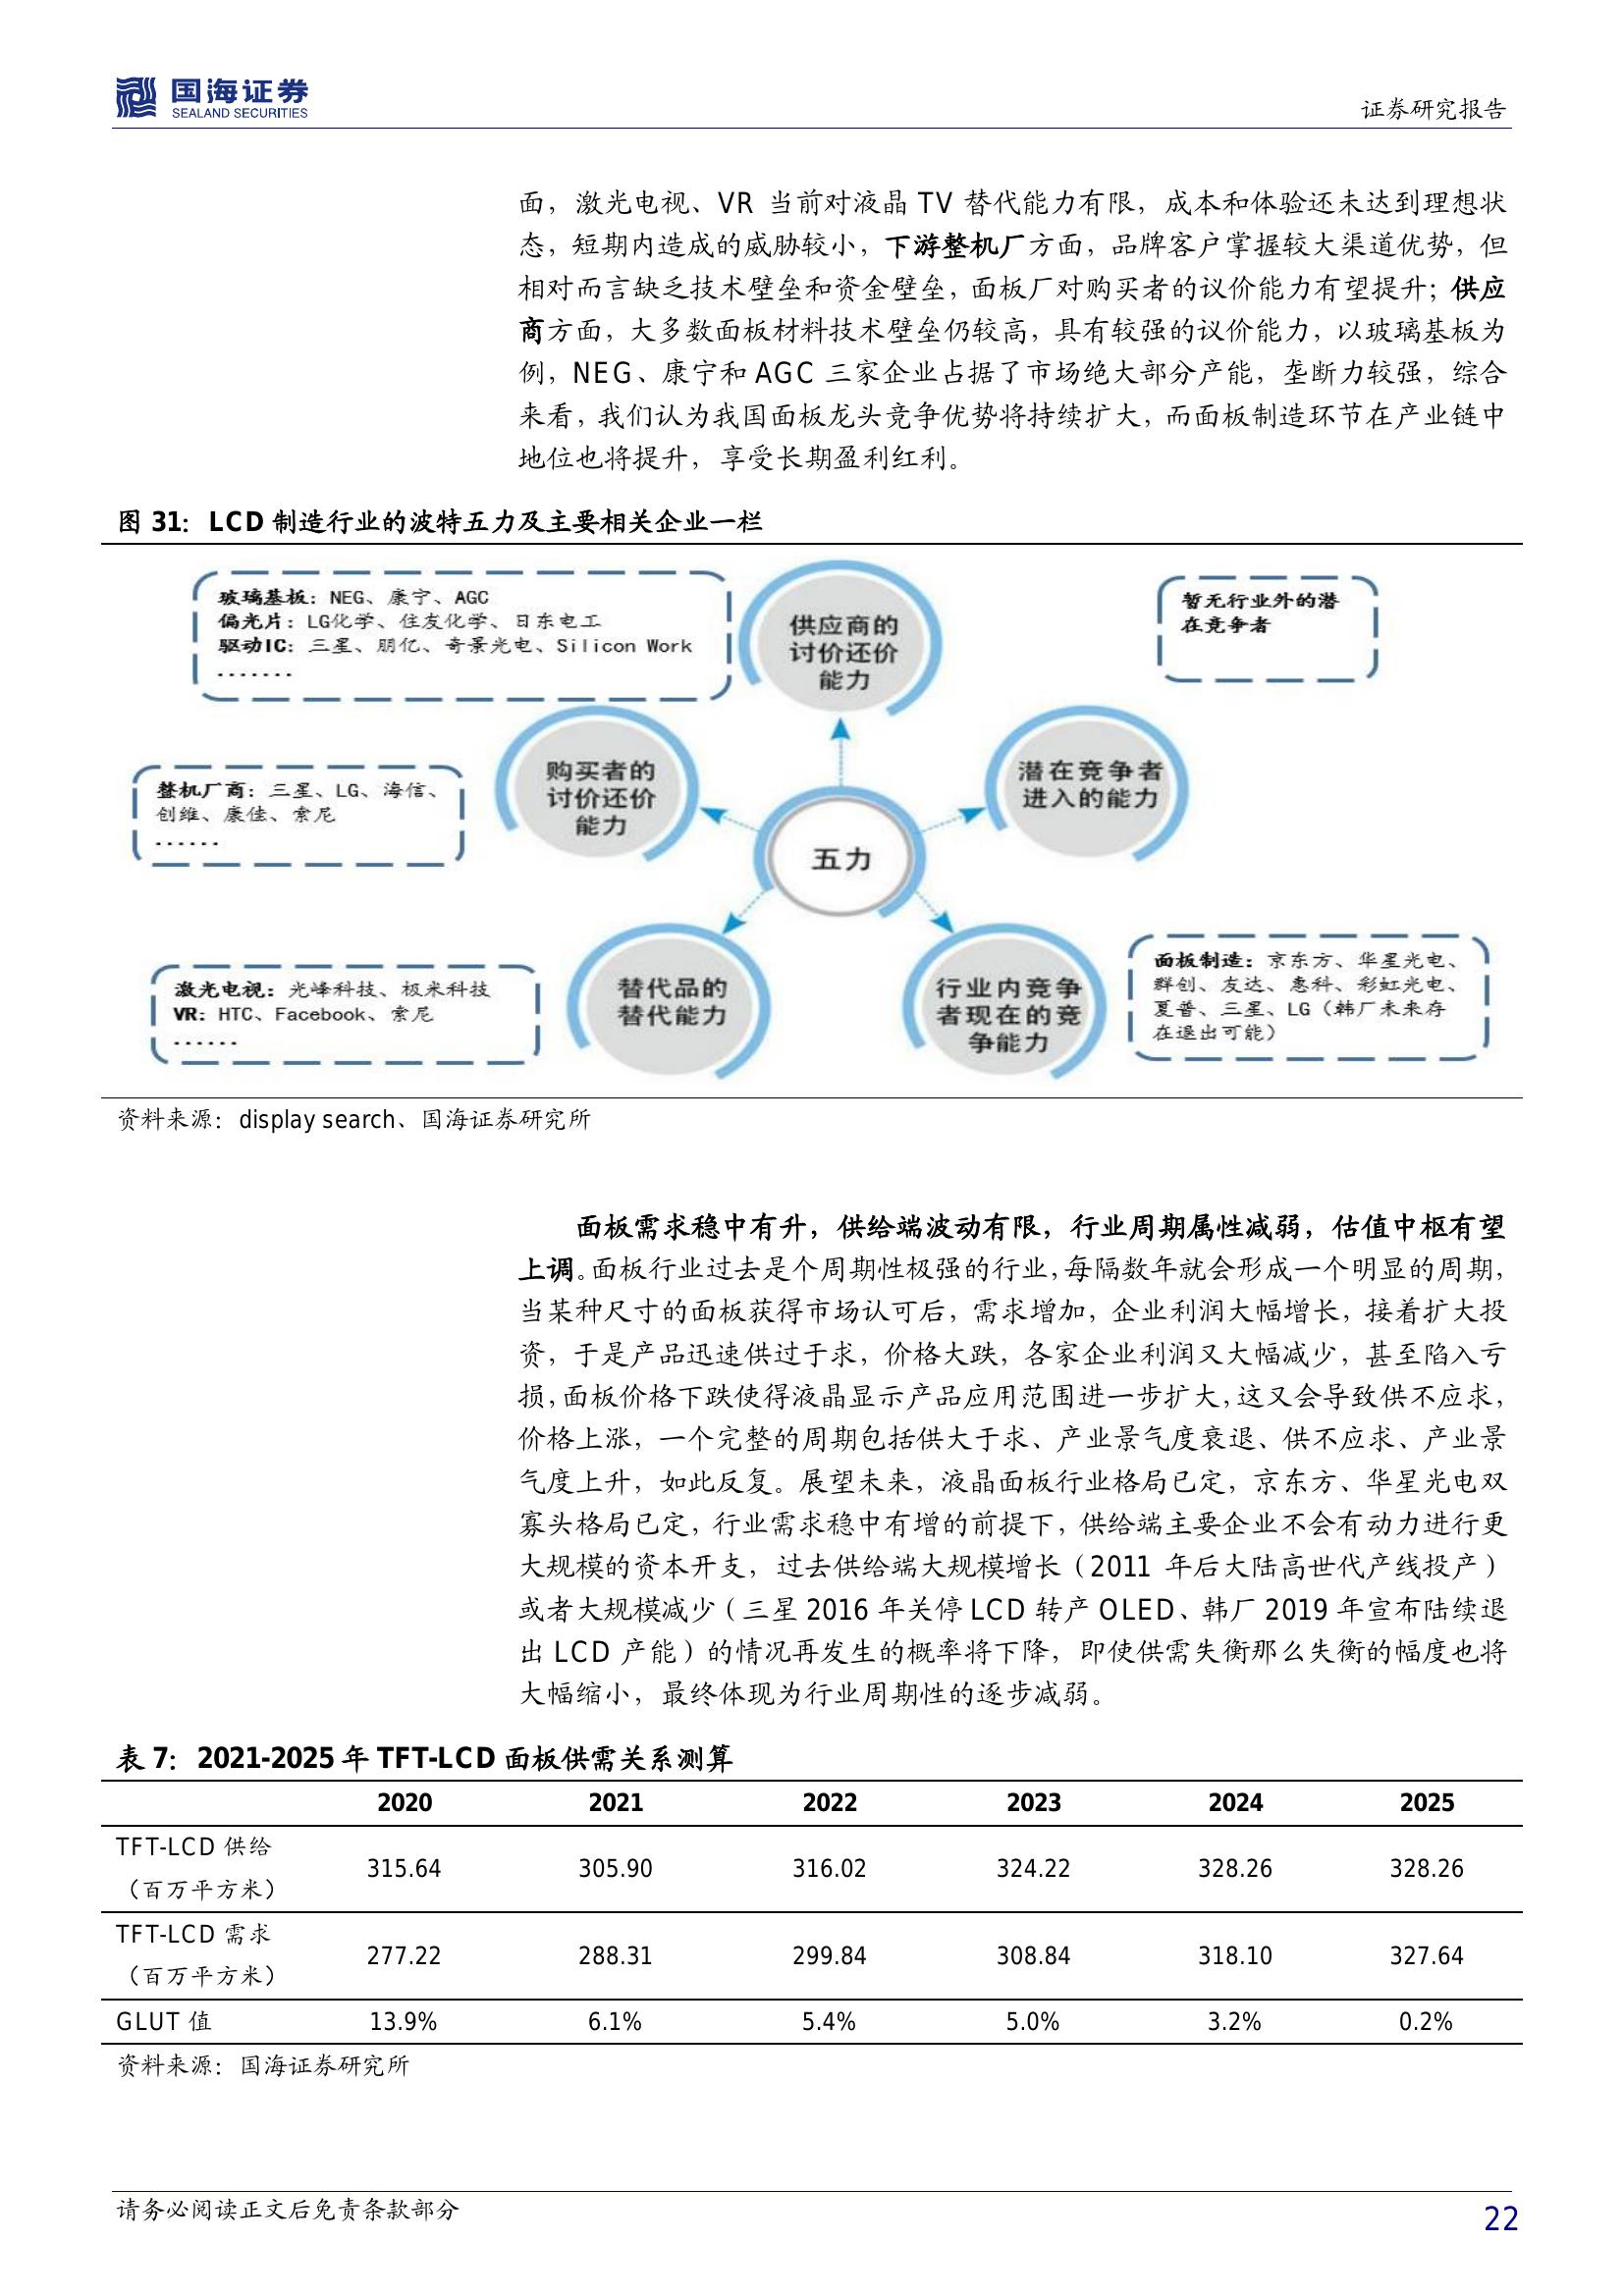 国海证券
SEALAND SECURITIES
证券研究报告
面，激光电视、VR 当前对液晶 TV 替代能力有限，成本和体验还未达到理想状
态，短期内造成的威胁较小，下游整机厂方面，品牌客户掌握较大渠道优势，但
相对而言缺乏技术壁垒和资金壁垒，面板厂对购买者的议价能力有望提升；供应
商方面，大多数面板材料技术壁垒仍较高，具有较强的议价能力，以玻璃基板为
例，NEG、康宁和 AGC 三家企业占据了市场绝大部分产能，垄断力较强，综合
来看，我们认为我国面板龙头竞争优势将持续扩大，而面板制造环节在产业链中
地位也将提升，享受长期盈利红利。
图 31：LCD 制造行业的波特五力及主要相关企业一栏
玻璃基板：NEG、康宁、AGC
偏光片：LG化学、住友化学、日东电工
驱动IC：三星、朋亿、奇景光电、Silicon Work
.......
供应商的
讨价还价
能力
暂无行业外的潜
在竞争者
整机厂商：三星、LG、海信、
创维、康佳、索尼
......
购买者的
讨价还价
能力
潜在竞争者
进入的能力
五力
激光电视：光峰科技、极米科技
VR：HTC、Facebook、索尼
......
替代品的
替代能力
行业内竞争
者现在的竞
争能力
面板制造：京东方、华星光电、
群创、友达、惠科、彩虹光电、
夏普、三星、LG（韩厂未来存
在退出可能）
资料来源：display search、国海证券研究所
面板需求稳中有升，供给端波动有限，行业周期属性减弱，估值中枢有望
上调。面板行业过去是个周期性极强的行业，每隔数年就会形成一个明显的周期，
当某种尺寸的面板获得市场认可后，需求增加，企业利润大幅增长，接着扩大投
资，于是产品迅速供过于求，价格大跌，各家企业利润又大幅减少，甚至陷入亏
损，面板价格下跌使得液晶显示产品应用范围进一步扩大，这又会导致供不应求，
价格上涨，一个完整的周期包括供大于求、产业景气度衰退、供不应求、产业景
气度上升，如此反复。展望未来，液晶面板行业格局已定，京东方、华星光电双
寡头格局已定，行业需求稳中有增的前提下，供给端主要企业不会有动力进行更
大规模的资本开支，过去供给端大规模增长（2011 年后大陆高世代产线投产）
或者大规模减少（三星 2016 年关停 LCD 转产 OLED、韩厂 2019 年宣布陆续退
出 LCD 产能）的情况再发生的概率将下降，即使供需失衡那么失衡的幅度也将
大幅缩小，最终体现为行业周期性的逐步减弱。
表 7：2021-2025 年 TFT-LCD 面板供需关系测算
2020 2021 2022 2023 2024 2025
TFT-LCD 供给
（百万平方米） 315.64 305.90 316.02 324.22 328.26 328.26
TFT-LCD 需求
（百万平方米） 277.22 288.31 299.84 308.84 318.10 327.64
GLUT 值 13.9% 6.1% 5.4% 5.0% 3.2% 0.2%
资料来源：国海证券研究所
请务必阅读正文后免责条款部分
22